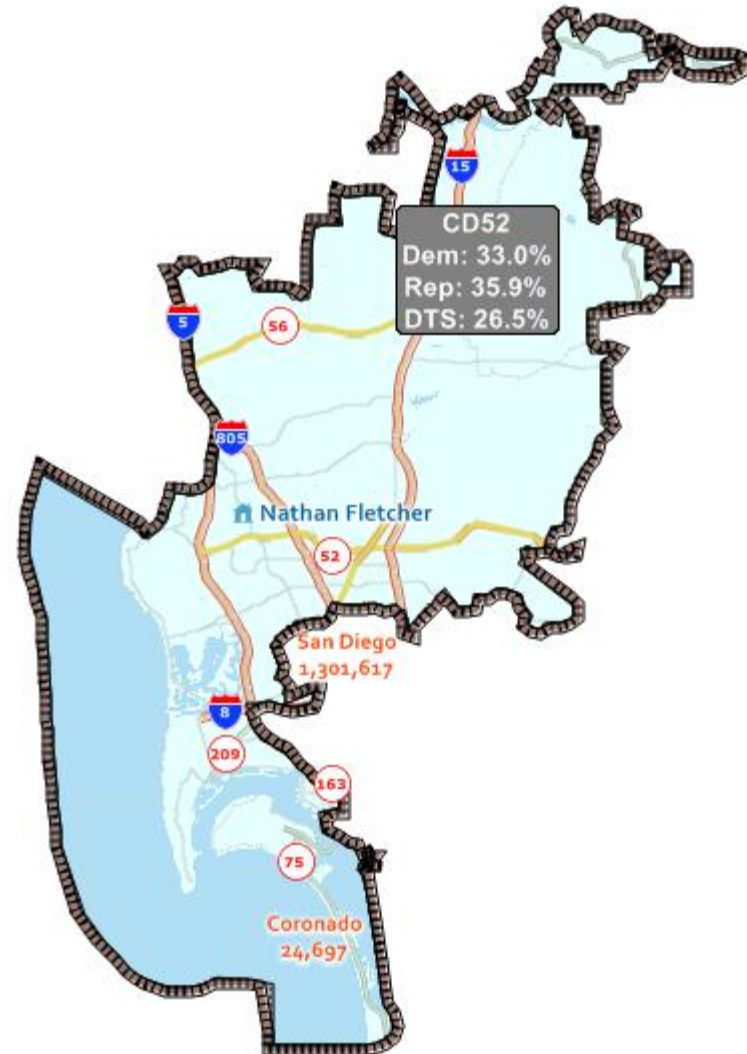 15
CD52
Dem: 33.0%
Rep: 35.9%
DTS: 26.5%
5
56
805
Nathan Fletcher
52
San Diego
1,301,617
8
209
163
75
Coronado
24,697